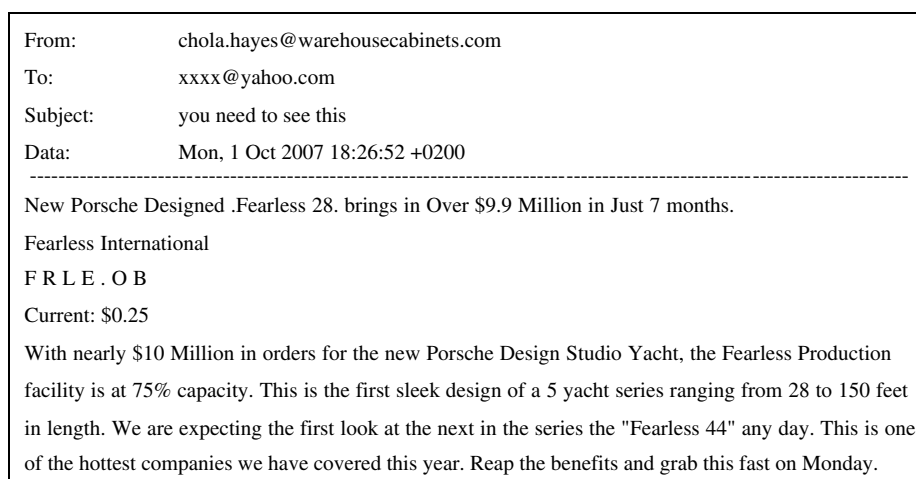 From: chola.hayes@warehousecabinets.com
To: xxxx@yahoo.com
Subject: you need to see this
Data: Mon, 1 Oct 2007 18:26:52 +0200
--------------------------------------------------------------------------------------------------------------------------
New Porsche Designed .Fearless 28. brings in Over $9.9 Million in Just 7 months.
Fearless International
F R L E . O B
Current: $0.25
With nearly $10 Million in orders for the new Porsche Design Studio Yacht, the Fearless Production
facility is at 75% capacity. This is the first sleek design of a 5 yacht series ranging from 28 to 150 feet
in length. We are expecting the first look at the next in the series the "Fearless 44" any day. This is one
of the hottest companies we have covered this year. Reap the benefits and grab this fast on Monday.